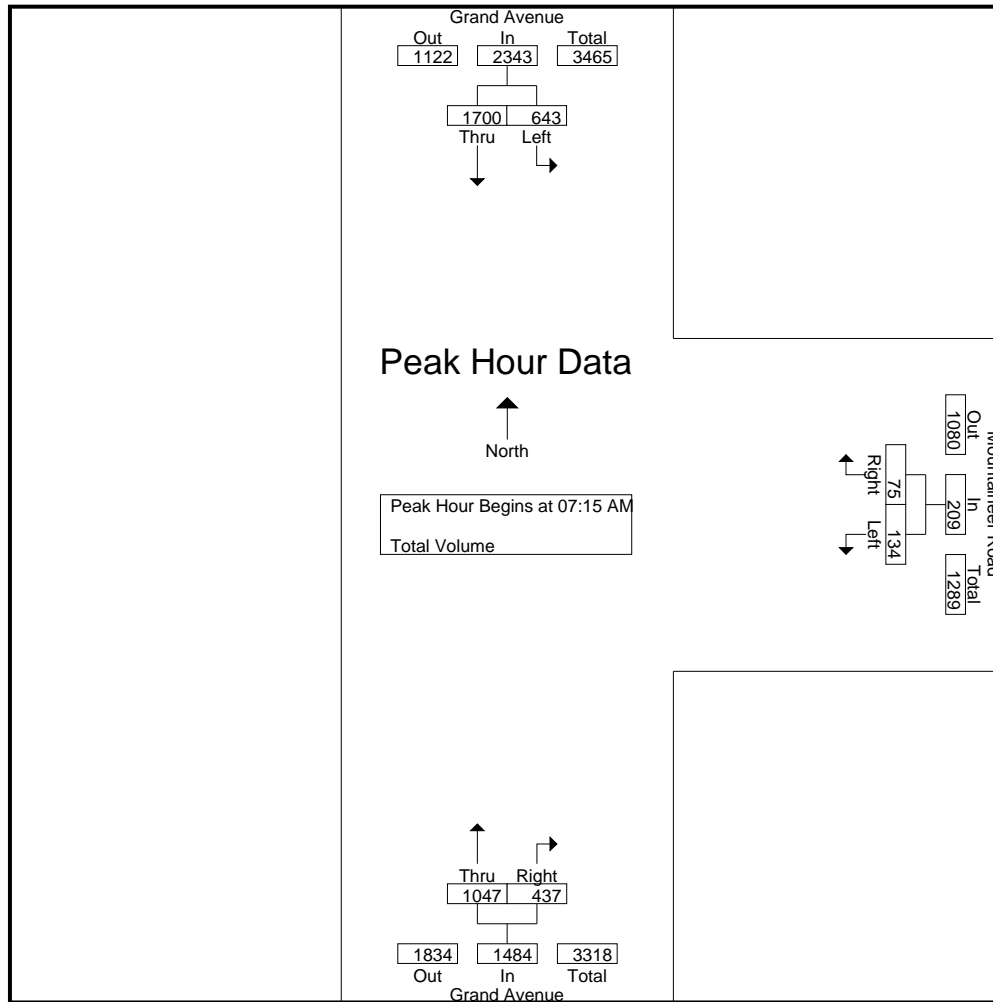 Grand Avenue
Out In Total
1122 2343 3465
1700 643
Thru Left
Peak Hour Data
North
Peak Hour Begins at 07:15 AM
Total Volume
Mountaineer Road
Out In Total
1080 209 1289
75 134
Right Left
Thru Right
1047 437
1834 1484 3318
Out In Total
Grand Avenue